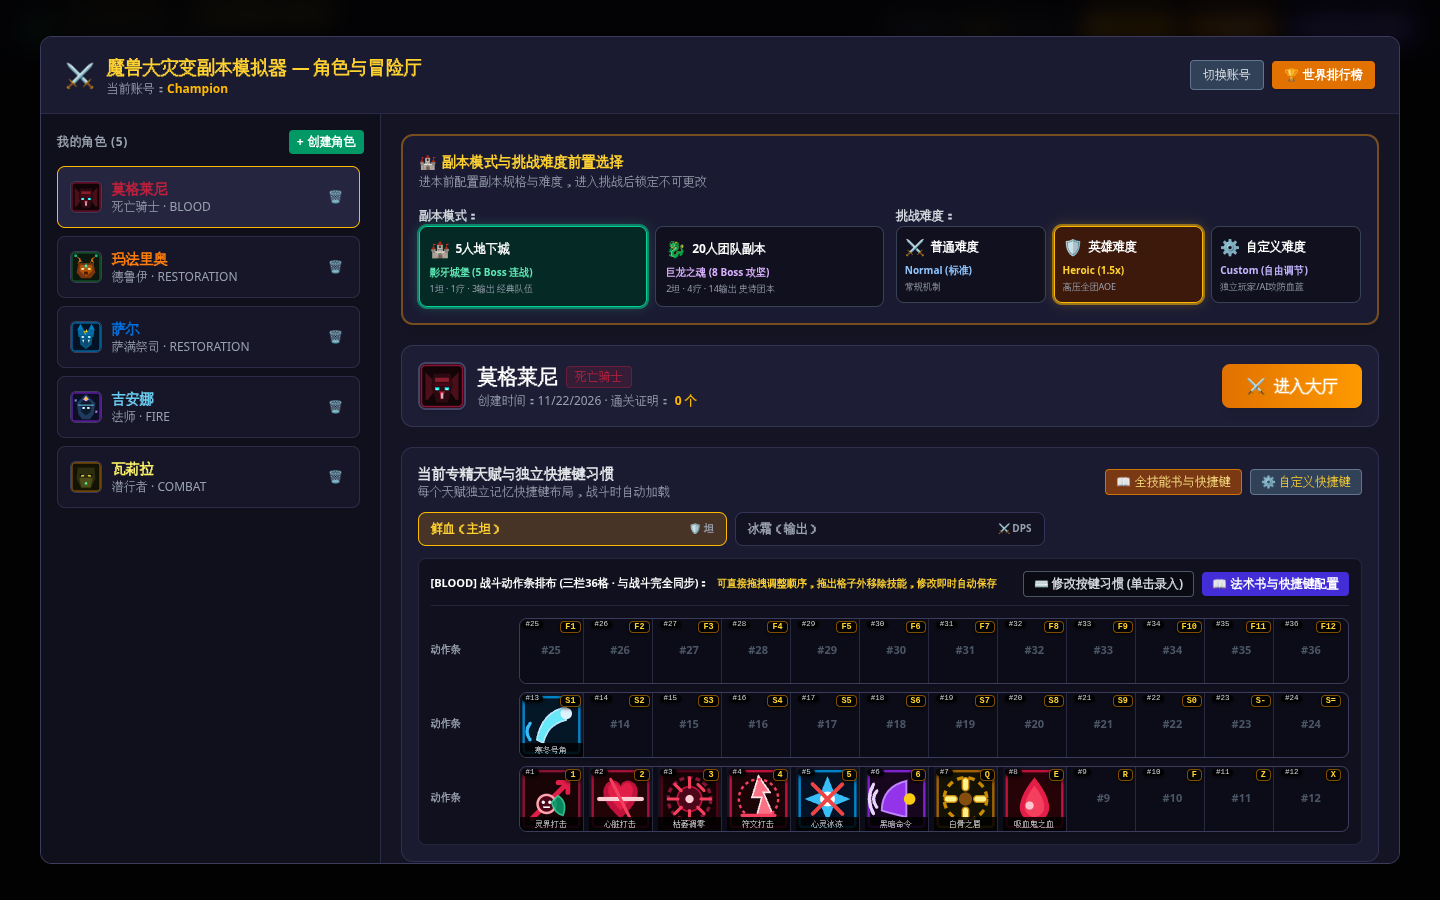 魔兽大灾变副本模拟器 — 角色与冒险厅
当前账号：Champion
切换账号
🏆 世界排行榜
我的角色 (5)
+ 创建角色
莫格莱尼
死亡骑士 · BLOOD
玛法里奥
德鲁伊 · RESTORATION
萨尔
萨满祭司 · RESTORATION
吉安娜
法师 · FIRE
瓦莉拉
潜行者 · COMBAT
🏰 副本模式与挑战难度前置选择
进本前配置副本规格与难度，进入挑战后锁定不可更改
副本模式：
🏰 5人地下城
影牙城堡 (5 Boss 连战)
1坦 · 1疗 · 3输出 经典队伍
🐉 20人团队副本
巨龙之魂 (8 Boss 攻坚)
2坦 · 4疗 · 14输出 史诗团本
挑战难度：
⚔️ 普通难度
Normal (标准)
常规机制
🛡️ 英雄难度
Heroic (1.5x)
高压全团AOE
⚙️ 自定义难度
Custom (自由调节)
独立玩家/AI攻防血蓝
莫格莱尼 死亡骑士
创建时间：11/22/2026 · 通关证明： 0 个
⚔️ 进入大厅
当前专精天赋与独立快捷键习惯
每个天赋独立记忆快捷键布局，战斗时自动加载
📖 全技能书与快捷键
⚙️ 自定义快捷键
鲜血（主坦） 🛡️ 坦
冰霜（输出） ⚔️ DPS
[BLOOD] 战斗动作条排布 (三栏36格 · 与战斗完全同步)： 可直接拖拽调整顺序，拖出格子外移除技能，修改即时自动保存
⌨️ 修改按键习惯 (单击录入)
📖 法术书与快捷键配置
动作条
#25 F1 #26 F2 #27 F3 #28 F4 #29 F5 #30 F6 #31 F7 #32 F8 #33 F9 #34 F10 #35 F11 #36 F12
#25 #26 #27 #28 #29 #30 #31 #32 #33 #34 #35 #36
动作条
#13 S1 #14 S2 #15 S3 #16 S4 #17 S5 #18 S6 #19 S7 #20 S8 #21 S9 #22 S0 #23 S- #24 S=
#14 #15 #16 #17 #18 #19 #20 #21 #22 #23 #24
寒冬号角
动作条
#1 1 #2 2 #3 3 #4 4 #5 5 #6 6 #7 Q #8 E #9 R #10 F #11 Z #12 X
#9 #10 #11 #12
灵界打击 心脏打击 枯萎凋零 符文打击 心灵冰冻 黑暗命令 白骨之盾 吸血鬼之血